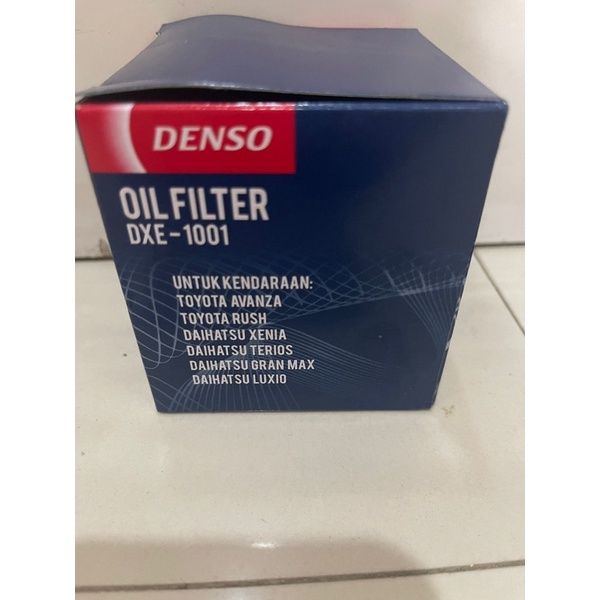 DENSO
OIL FILTER
DXE-1001
UNTUK KENDARAAN:
TOYOTA AVANZA
TOYOTA RUSH
DAIHATSU XENIA
DAIHATSU TERIOS
DAIHATSU GRAN MAX
DAIHATSU LUXIO